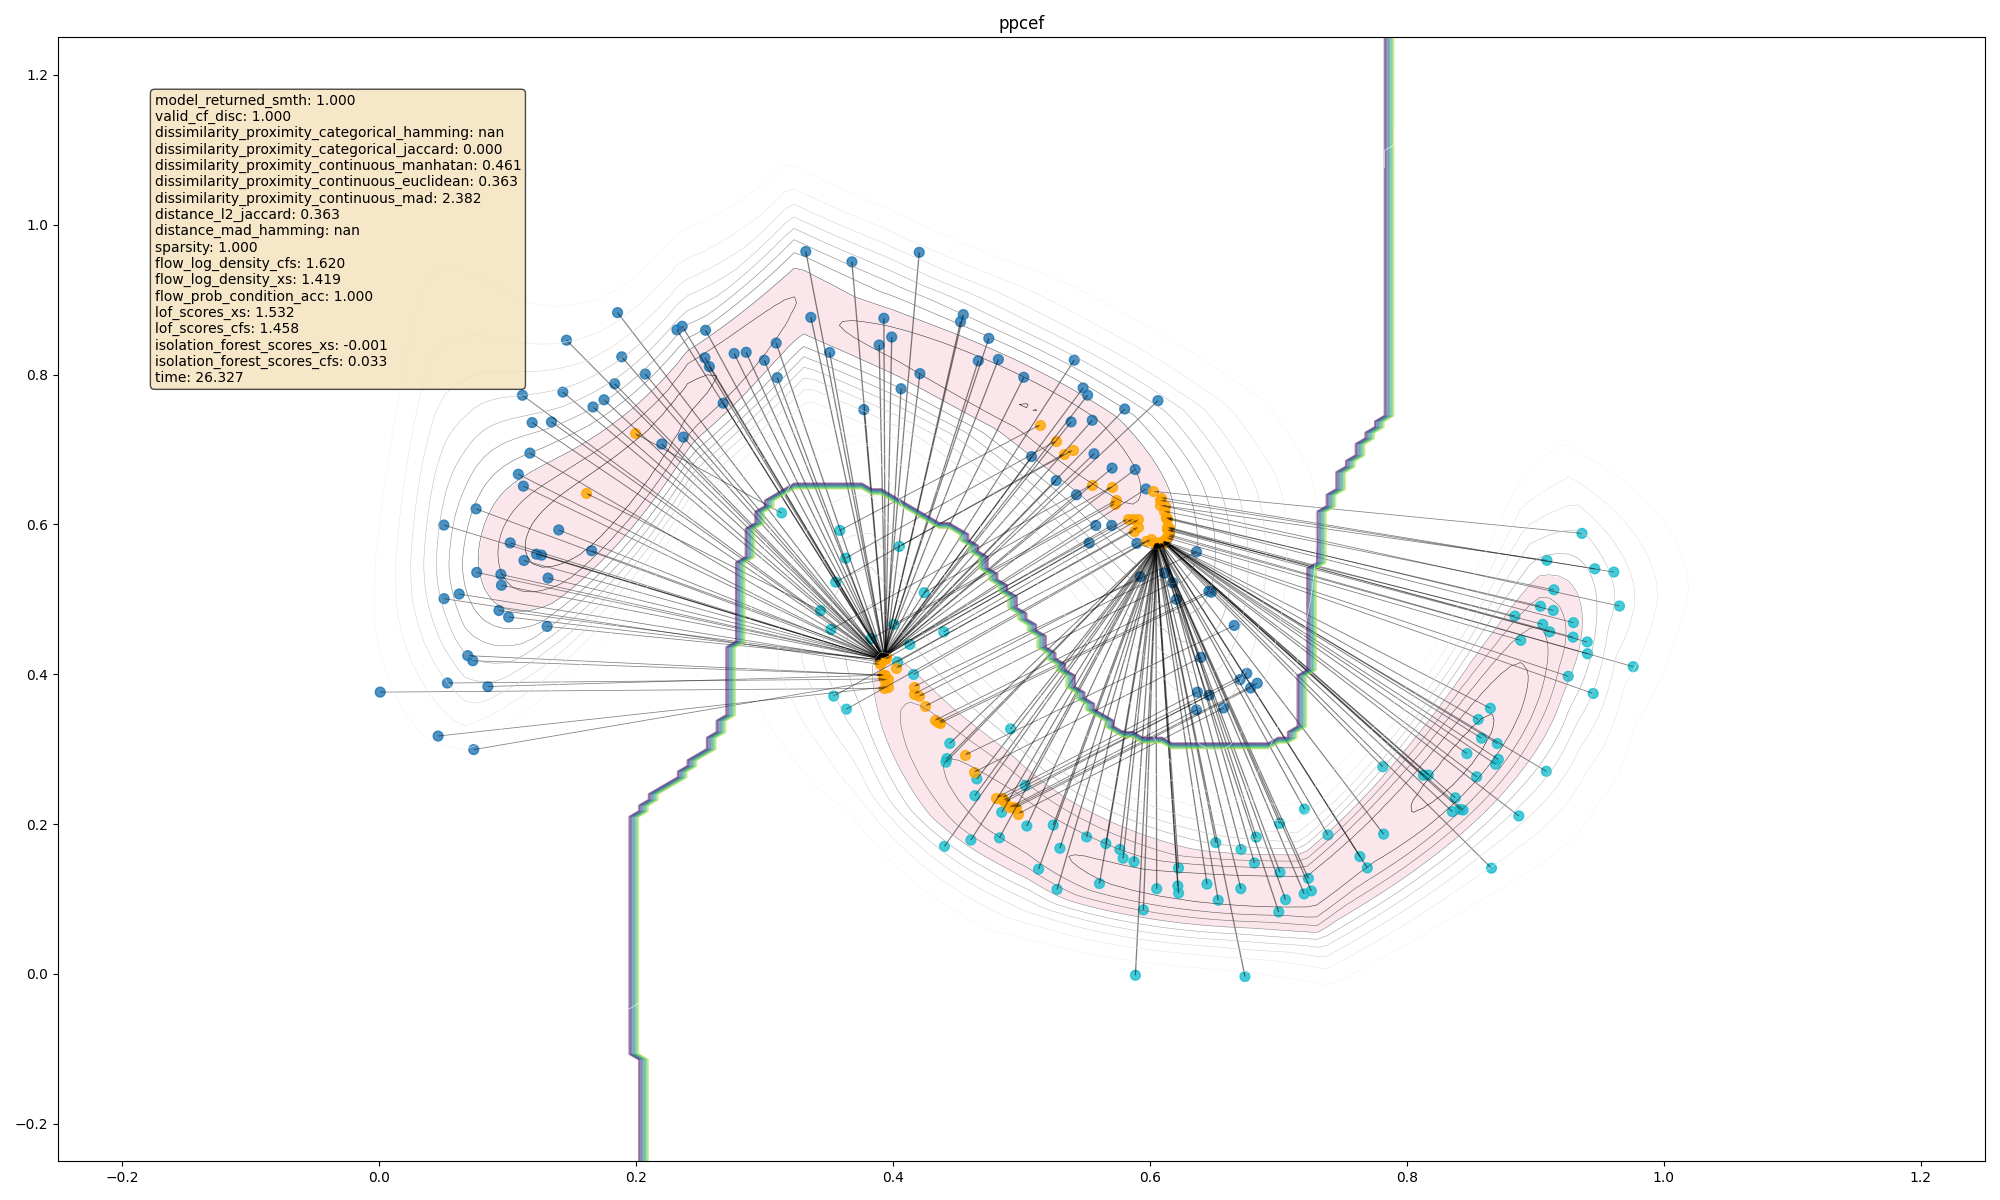 ppcef
1.2
1.0
0.8
0.6
0.4
0.2
0.0
−0.2
model_returned_smth: 1.000
valid_cf_disc: 1.000
dissimilarity_proximity_categorical_hamming: nan
dissimilarity_proximity_categorical_jaccard: 0.000
dissimilarity_proximity_continuous_manhatan: 0.461
dissimilarity_proximity_continuous_euclidean: 0.363
dissimilarity_proximity_continuous_mad: 2.382
distance_l2_jaccard: 0.363
distance_mad_hamming: nan
sparsity: 1.000
flow_log_density_cfs: 1.620
flow_log_density_xs: 1.419
flow_prob_condition_acc: 1.000
lof_scores_xs: 1.532
lof_scores_cfs: 1.458
isolation_forest_scores_xs: -0.001
isolation_forest_scores_cfs: 0.033
time: 26.327
−0.2 0.0 0.2 0.4 0.6 0.8 1.0 1.2